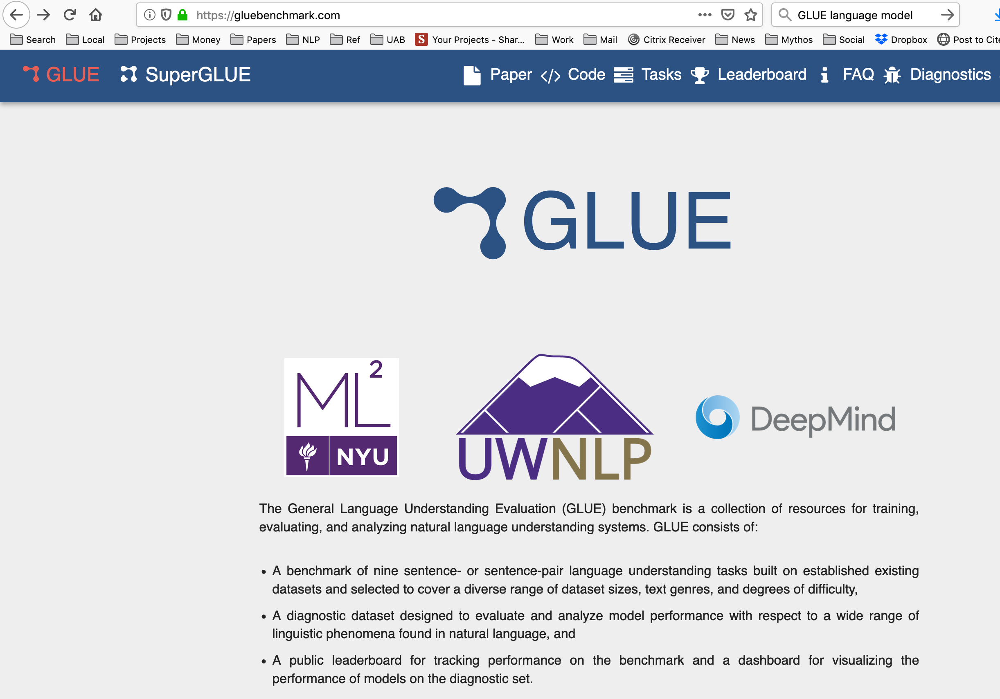 https://gluebenchmark.com
GLUE language model
Search Local Projects Money Papers NLP Ref UAB S Your Projects - Shar... Work Mail Citrix Receiver News Mythos Social Dropbox Post to Cite
GLUE SuperGLUE Paper </> Code Tasks Leaderboard i FAQ Diagnostics
GLUE
ML2
NYU
UWNLP
DeepMind
The General Language Understanding Evaluation (GLUE) benchmark is a collection of resources for training,
evaluating, and analyzing natural language understanding systems. GLUE consists of:
• A benchmark of nine sentence- or sentence-pair language understanding tasks built on established existing
datasets and selected to cover a diverse range of dataset sizes, text genres, and degrees of difficulty,
• A diagnostic dataset designed to evaluate and analyze model performance with respect to a wide range of
linguistic phenomena found in natural language, and
• A public leaderboard for tracking performance on the benchmark and a dashboard for visualizing the
performance of models on the diagnostic set.